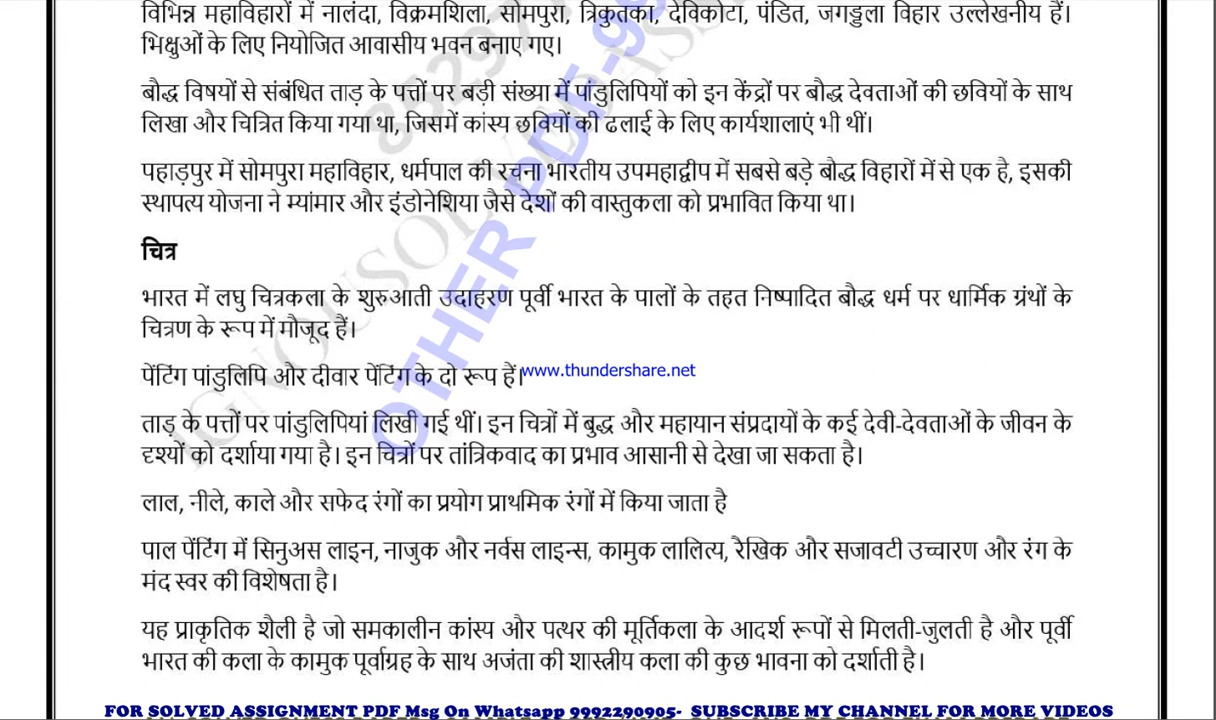 विभिन्न महाविहारों में नालंदा, विक्रमशिला, सोमपुरा, त्रिकुतका, देविकोटा, पंडित, जगड्डुला विहार उल्लेखनीय हैं।
भिक्षुओं के लिए नियोजित आवासीय भवन बनाए गए।
बौद्ध विषयों से संबंधित ताड़ के पत्तों पर बड़ी संख्या में पांडुलिपियों को इन केंद्रों पर बौद्ध देवताओं की छवियों के साथ
लिखा और चित्रित किया गया था, जिसमें कांस्य छवियों की ढलाई के लिए कार्यशालाएं भी थीं।
पहाड़पुर में सोमपुरा महाविहार, धर्मपाल की रचना भारतीय उपमहाद्वीप में सबसे बड़े बौद्ध विहारों में से एक है, इसकी
स्थापत्य योजना ने म्यांमार और इंडोनेशिया जैसे देशों की वास्तुकला को प्रभावित किया था।
चित्र
भारत में लघु चित्रकला के शुरुआती उदाहरण पूर्वी भारत के पालों के तहत निष्पादित बौद्ध धर्म पर धार्मिक ग्रंथों के
चित्रण के रूप में मौजूद हैं।
पेंटिंग पांडुलिपि और दीवार पेंटिंग के दो रूप हैं। www.thundershare.net
ताड़ के पत्तों पर पांडुलिपियां लिखी गई थीं। इन चित्रों में बुद्ध और महायान संप्रदायों के कई देवी-देवताओं के जीवन के
दृश्यों को दर्शाया गया है। इन चित्रों पर तांत्रिकवाद का प्रभाव आसानी से देखा जा सकता है।
लाल, नीले, काले और सफेद रंगों का प्रयोग प्राथमिक रंगों में किया जाता है
पाल पेंटिंग में सिनुअस लाइन, नाजुक और नर्वस लाइन्स, कामुक लालित्य, रैखिक और सजावटी उच्चारण और रंग के
मंद स्वर की विशेषता है।
यह प्राकृतिक शैली है जो समकालीन कांस्य और पत्थर की मूर्तिकला के आदर्श रूपों से मिलती-जुलती है और पूर्वी
भारत की कला के कामुक पूर्वाग्रह के साथ अजंता की शास्त्रीय कला की कुछ भावना को दर्शाती है।
OTHER PDF-99
FOR SOLVED ASSIGNMENT PDF Msg On Whatsapp 9992290905- SUBSCRIBE MY CHANNEL FOR MORE VIDEOS